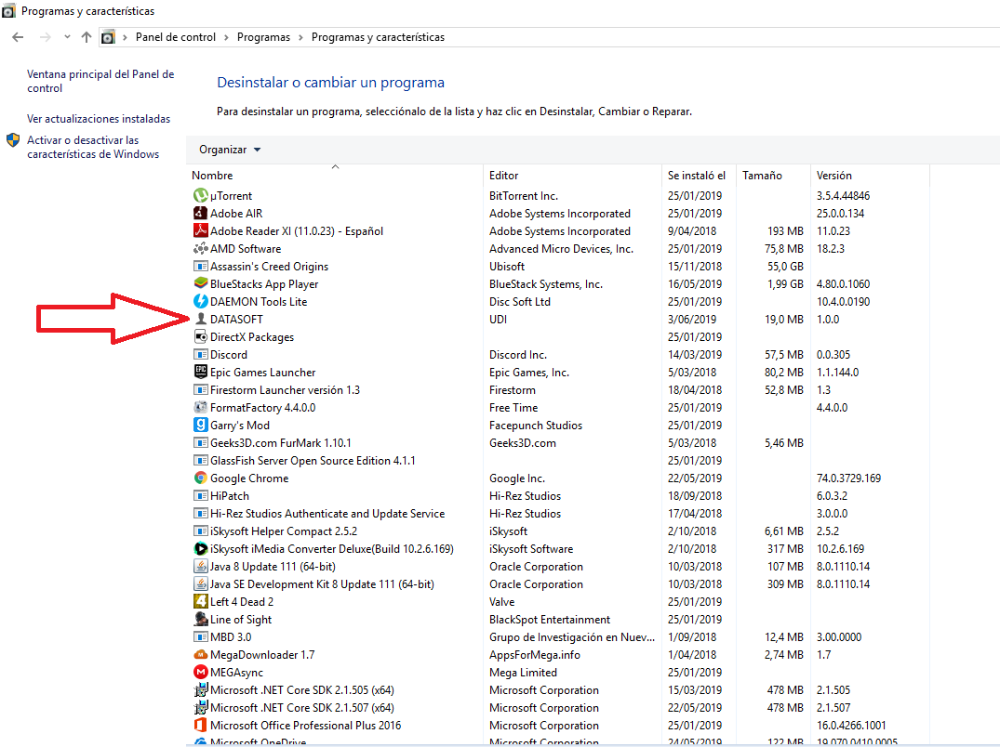 Programas y características
Panel de control > Programas > Programas y características
Ventana principal del Panel de
control
Ver actualizaciones instaladas
Activar o desactivar las
características de Windows
Desinstalar o cambiar un programa
Para desinstalar un programa, selecciónalo de la lista y haz clic en Desinstalar, Cambiar o Reparar.
Organizar
Nombre Editor Se instaló el Tamaño Versión
µTorrent BitTorrent Inc. 25/01/2019 3.5.4.44846
Adobe AIR Adobe Systems Incorporated 25/01/2019 25.0.0.134
Adobe Reader XI (11.0.23) - Español Adobe Systems Incorporated 9/04/2018 193 MB 11.0.23
AMD Software Advanced Micro Devices, Inc. 25/01/2019 75,8 MB 18.2.3
Assassin's Creed Origins Ubisoft 15/11/2018 55,0 GB
BlueStacks App Player BlueStack Systems, Inc. 16/05/2019 1,99 GB 4.80.0.1060
DAEMON Tools Lite Disc Soft Ltd 25/01/2019 10.4.0.0190
DATASOFT UDI 3/06/2019 19,0 MB 1.0.0
DirectX Packages 25/01/2019
Discord Discord Inc. 14/03/2019 57,5 MB 0.0.305
Epic Games Launcher Epic Games, Inc. 5/03/2018 80,2 MB 1.1.144.0
Firestorm Launcher versión 1.3 Firestorm 18/04/2018 52,8 MB 1.3
FormatFactory 4.4.0.0 Free Time 25/01/2019 4.4.0.0
Garry's Mod Facepunch Studios 25/01/2019
Geeks3D.com FurMark 1.10.1 Geeks3D.com 5/03/2018 5,46 MB
GlassFish Server Open Source Edition 4.1.1 25/01/2019
Google Chrome Google Inc. 22/05/2019 74.0.3729.169
HiPatch Hi-Rez Studios 18/09/2018 6.0.3.2
Hi-Rez Studios Authenticate and Update Service Hi-Rez Studios 17/04/2018 3.0.0.0
iSkysoft Helper Compact 2.5.2 iSkysoft 2/10/2018 6,61 MB 2.5.2
iSkysoft iMedia Converter Deluxe(Build 10.2.6.169) iSkysoft Software 2/10/2018 317 MB 10.2.6.169
Java 8 Update 111 (64-bit) Oracle Corporation 10/03/2018 107 MB 8.0.1110.14
Java SE Development Kit 8 Update 111 (64-bit) Oracle Corporation 10/03/2018 309 MB 8.0.1110.14
Left 4 Dead 2 Valve 25/01/2019
Line of Sight BlackSpot Entertainment 25/01/2019
MBD 3.0 Grupo de Investigación en Nuev... 1/09/2018 12,4 MB 3.00.0000
MegaDownloader 1.7 AppsForMega.info 1/04/2018 2,74 MB 1.7
MEGAsync Mega Limited 25/01/2019
Microsoft .NET Core SDK 2.1.505 (x64) Microsoft Corporation 15/03/2019 478 MB 2.1.505
Microsoft .NET Core SDK 2.1.507 (x64) Microsoft Corporation 22/05/2019 478 MB 2.1.507
Microsoft Office Professional Plus 2016 Microsoft Corporation 25/01/2019 16.0.4266.1001
Microsoft OneDrive Microsoft Corporation 24/05/2019 122 MB 19.070.0410.0005